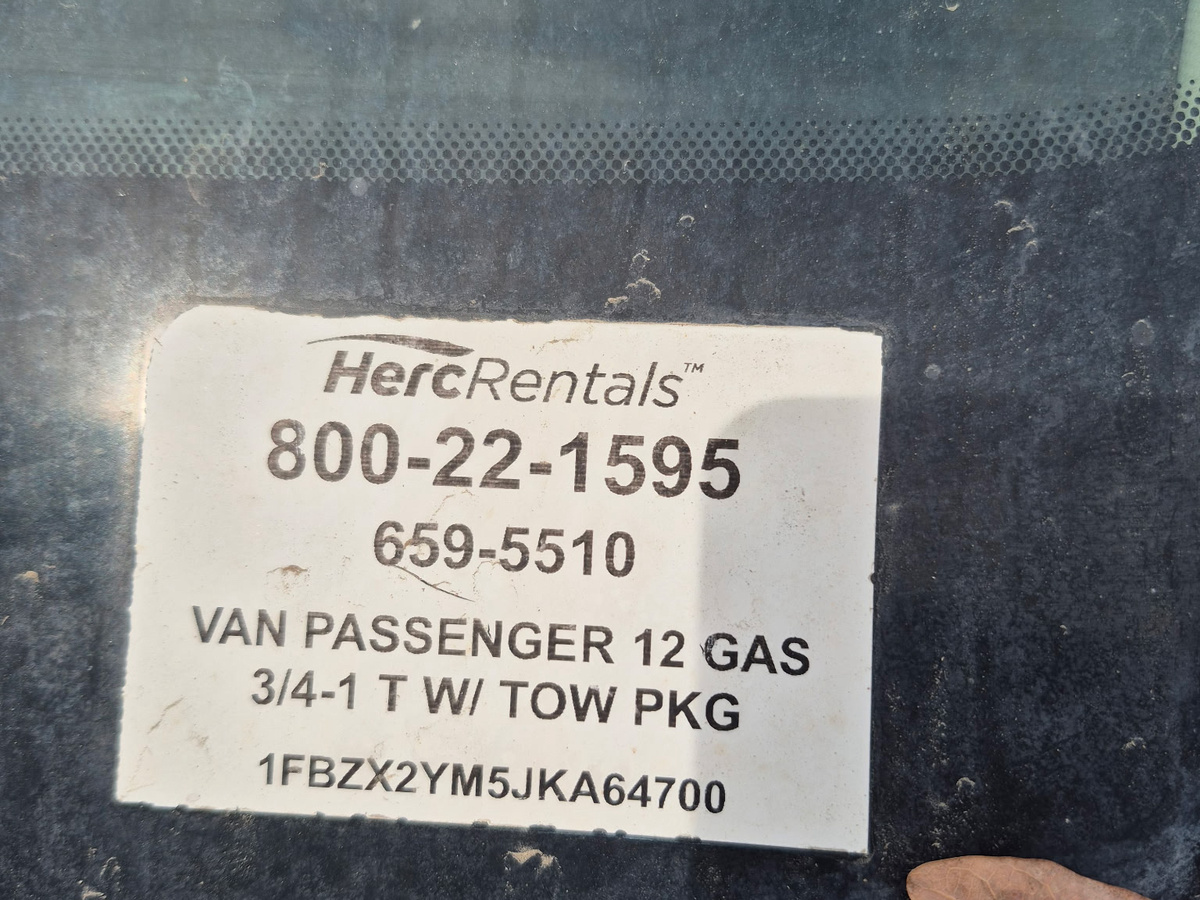 HercRentals™
800-22-1595
659-5510
VAN PASSENGER 12 GAS
3/4-1 T W/ TOW PKG
1FBZX2YM5JKA64700